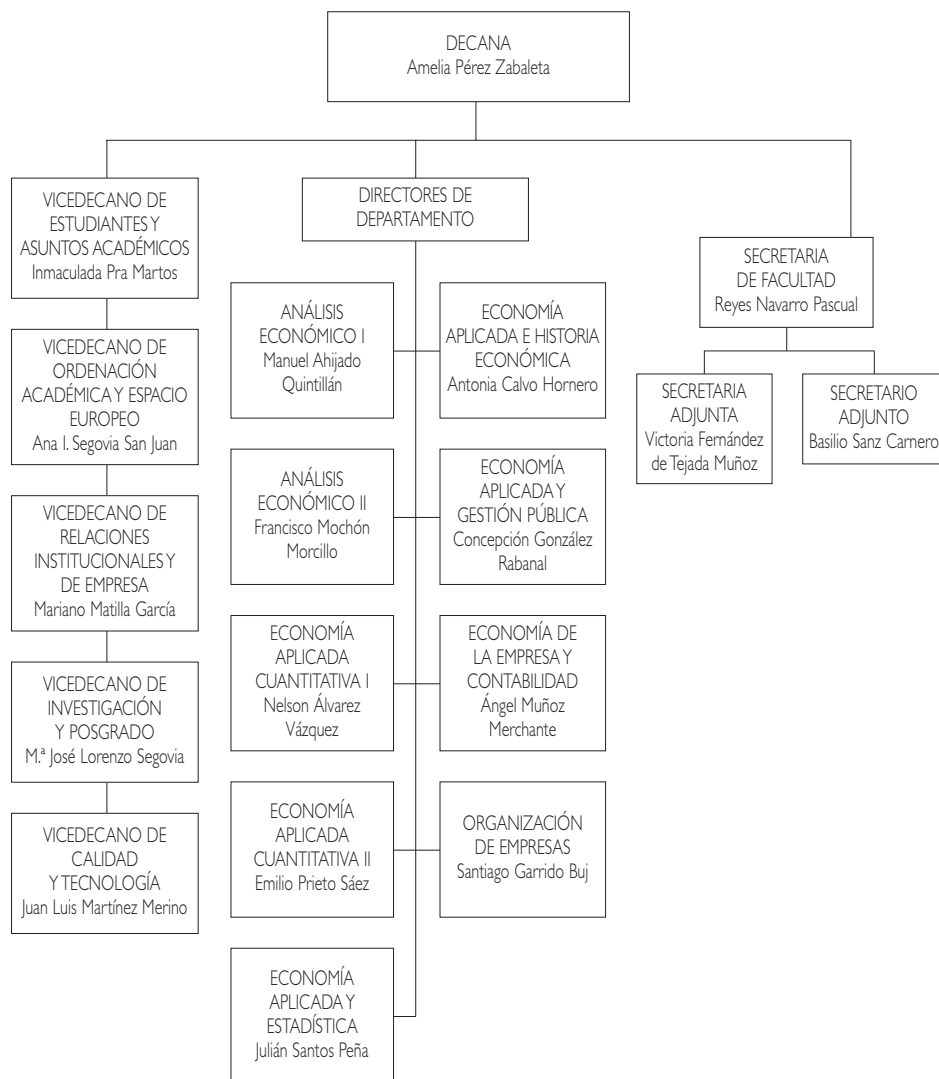 DECANA
Amelia Pérez Zabaleta
VICEDECANO DE
ESTUDIANTES Y
ASUNTOS ACADÉMICOS
Inmaculada Pra Martos
VICEDECANO DE
ORDENACIÓN
ACADÉMICA Y ESPACIO
EUROPEO
Ana I. Segovia San Juan
VICEDECANO DE
RELACIONES
INSTITUCIONALES Y
DE EMPRESA
Mariano Matilla García
VICEDECANO DE
INVESTIGACIÓN
Y POSGRADO
M.ª José Lorenzo Segovia
VICEDECANO DE
CALIDAD
Y TECNOLOGÍA
Juan Luis Martínez Merino
DIRECTORES DE
DEPARTAMENTO
ANÁLISIS
ECONÓMICO I
Manuel Ahijado
Quintillán
ECONOMÍA
APLICADA E HISTORIA
ECONÓMICA
Antonia Calvo Hornero
ANÁLISIS
ECONÓMICO II
Francisco Mochón
Morcillo
ECONOMÍA
APLICADA Y
GESTIÓN PÚBLICA
Concepción González
Rabanal
ECONOMÍA
APLICADA
CUANTITATIVA I
Nelson Álvarez
Vázquez
ECONOMÍA DE
LA EMPRESA Y
CONTABILIDAD
Ángel Muñoz
Merchante
ECONOMÍA
APLICADA
CUANTITATIVA II
Emilio Prieto Sáez
ORGANIZACIÓN
DE EMPRESAS
Santiago Garrido Buj
ECONOMÍA
APLICADA Y
ESTADÍSTICA
Julián Santos Peña
SECRETARIA
DE FACULTAD
Reyes Navarro Pascual
SECRETARIA
ADJUNTA
Victoria Fernández
de Tejada Muñoz
SECRETARIO
ADJUNTO
Basilio Sanz Carnero